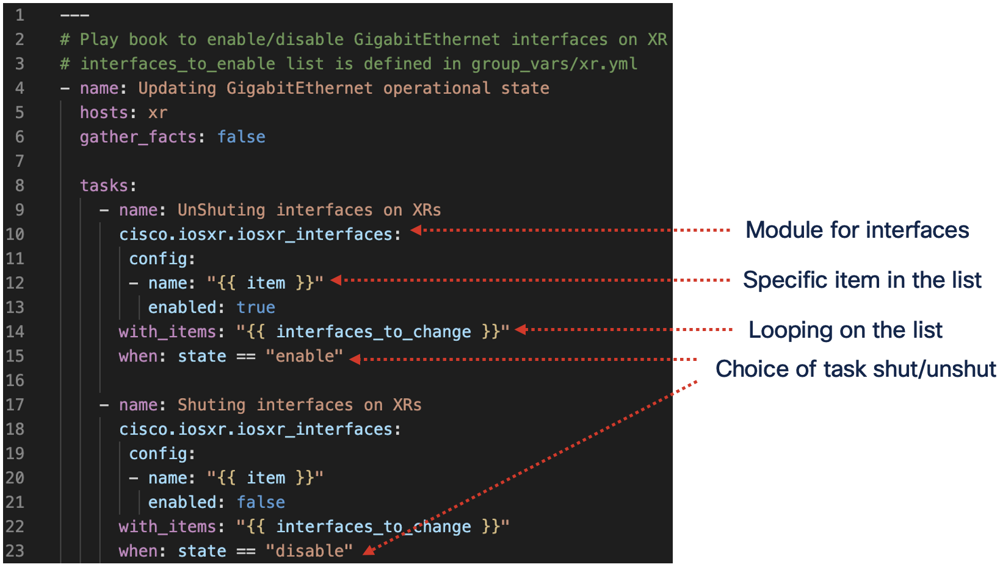 1 ---
2 # Play book to enable/disable GigabitEthernet interfaces on XR
3 # interfaces_to_enable list is defined in group_vars/xr.yml
4 - name: Updating GigabitEthernet operational state
5 hosts: xr
6 gather_facts: false
7
8 tasks:
9 - name: UnShuting interfaces on XRs
10 cisco.iosxr.iosxr_interfaces:
11 config:
12 - name: "{{ item }}"
13 enabled: true
14 with_items: "{{ interfaces_to_change }}"
15 when: state == "enable"
16
17 - name: Shuting interfaces on XRs
18 cisco.iosxr.iosxr_interfaces:
19 config:
20 - name: "{{ item }}"
21 enabled: false
22 with_items: "{{ interfaces_to_change }}"
23 when: state == "disable"
Module for interfaces
Specific item in the list
Looping on the list
Choice of task shut/unshut